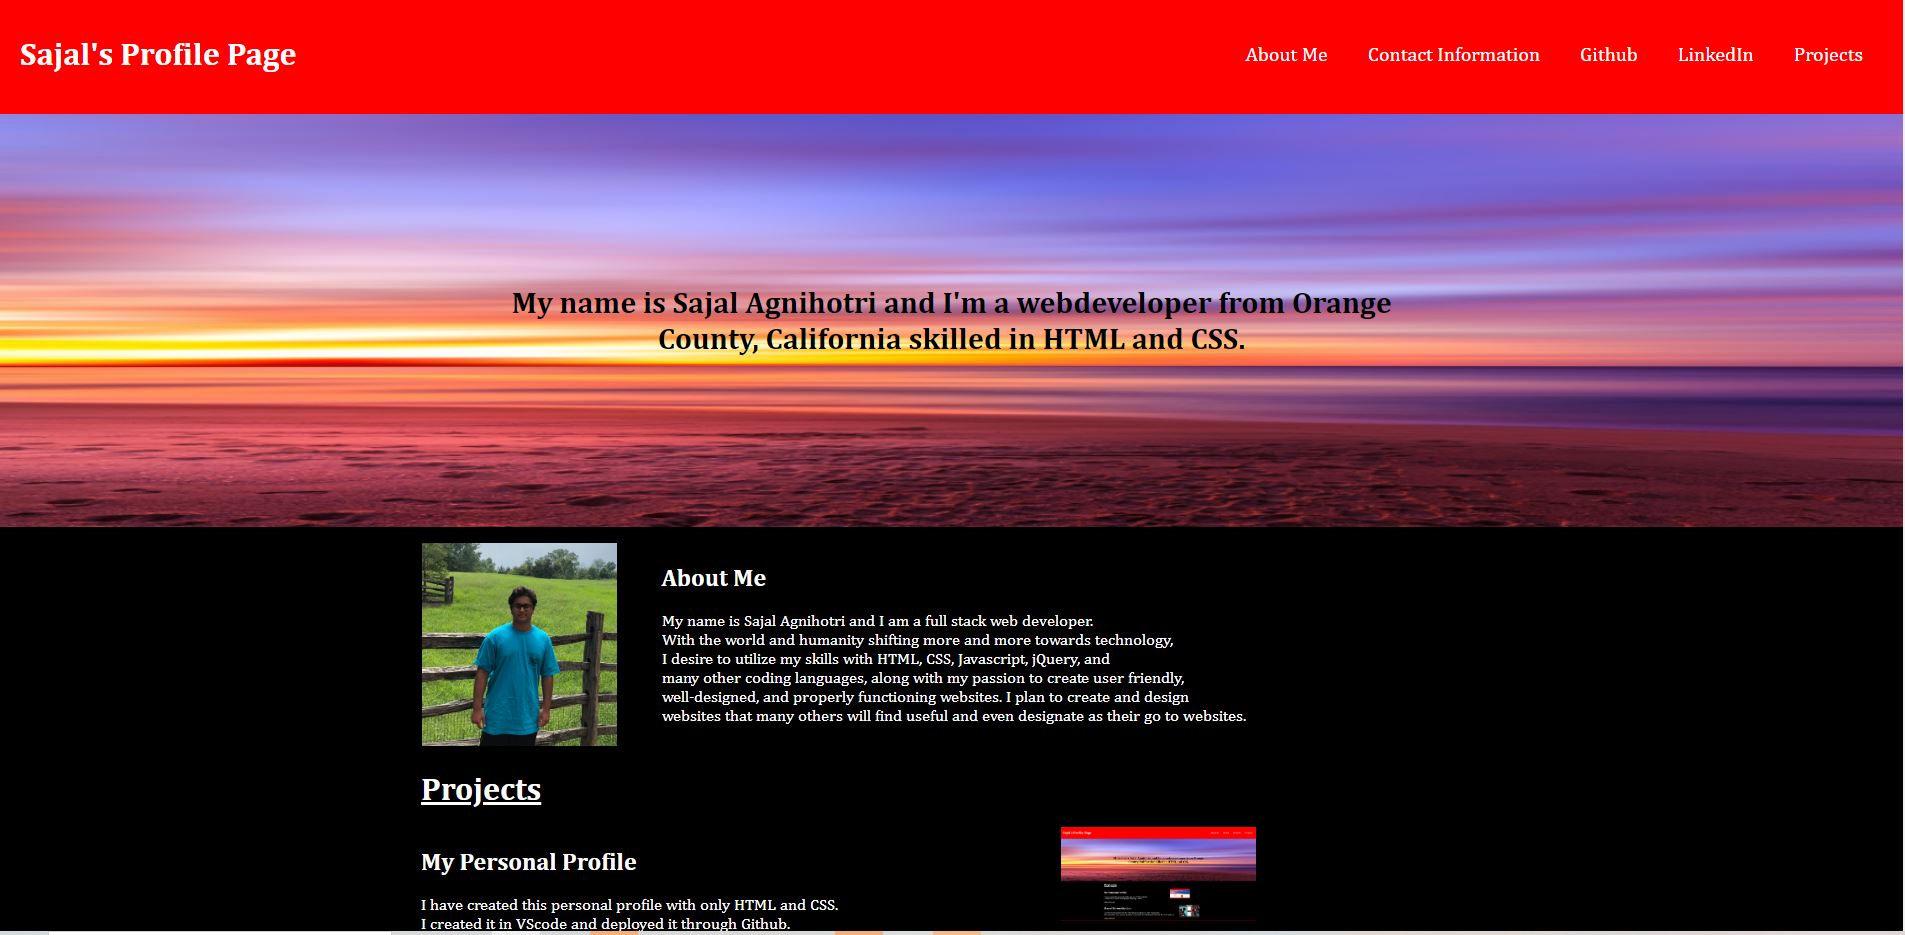 Sajal's Profile Page
About Me Contact Information Github LinkedIn Projects
My name is Sajal Agnihotri and I'm a webdeveloper from Orange
County, California skilled in HTML and CSS.
About Me
My name is Sajal Agnihotri and I am a full stack web developer.
With the world and humanity shifting more and more towards technology,
I desire to utilize my skills with HTML, CSS, Javascript, jQuery, and
many other coding languages, along with my passion to create user friendly,
well-designed, and properly functioning websites. I plan to create and design
websites that many others will find useful and even designate as their go to websites.
Projects
My Personal Profile
I have created this personal profile with only HTML and CSS.
I created it in VScode and deployed it through Github.